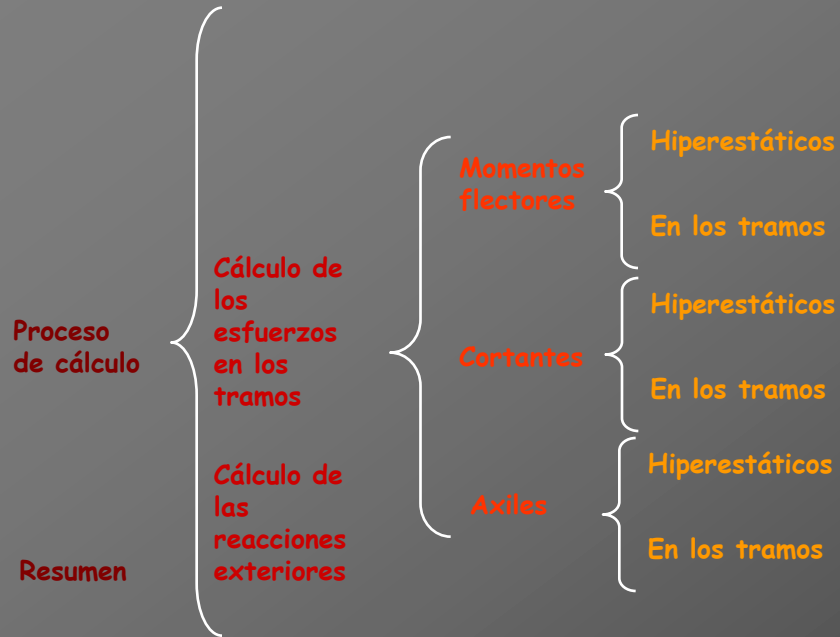 Proceso
de cálculo
Resumen
Cálculo de
los
esfuerzos
en los
tramos
Cálculo de
las
reacciones
exteriores
Momentos
flectores
Hiperestáticos
En los tramos
Cortantes
Hiperestáticos
En los tramos
Axiles
Hiperestáticos
En los tramos